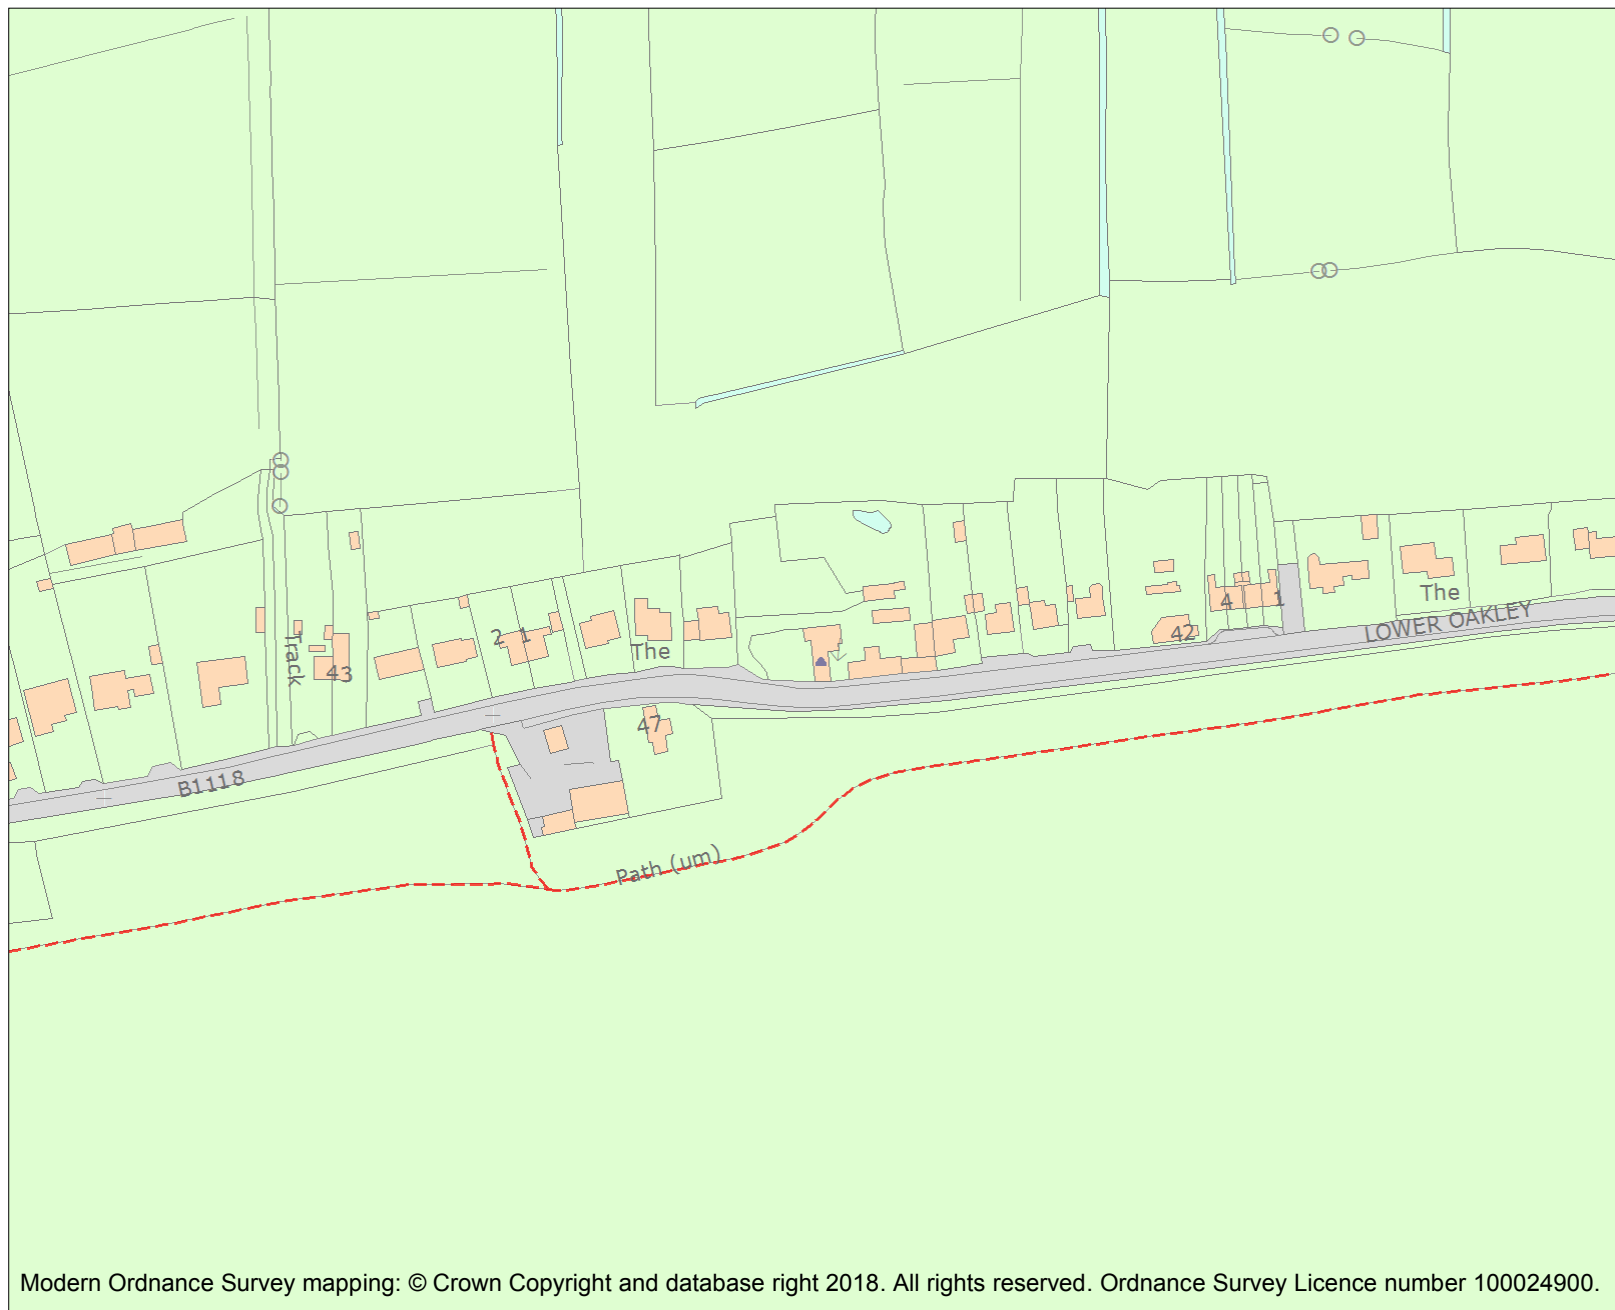 4
1
The
LOWER OAKLEY
42
2
1
The
Track
43
47
B1118
Path (um)
Modern Ordnance Survey mapping: © Crown Copyright and database right 2018. All rights reserved. Ordnance Survey Licence number 100024900.